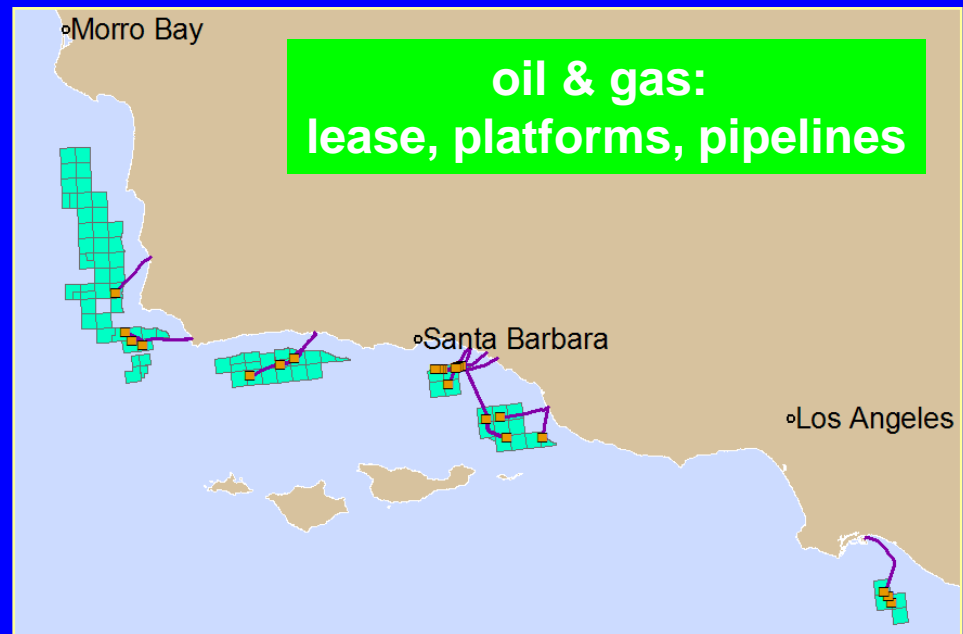 Morro Bay
oil & gas:
lease, platforms, pipelines
Santa Barbara
Los Angeles